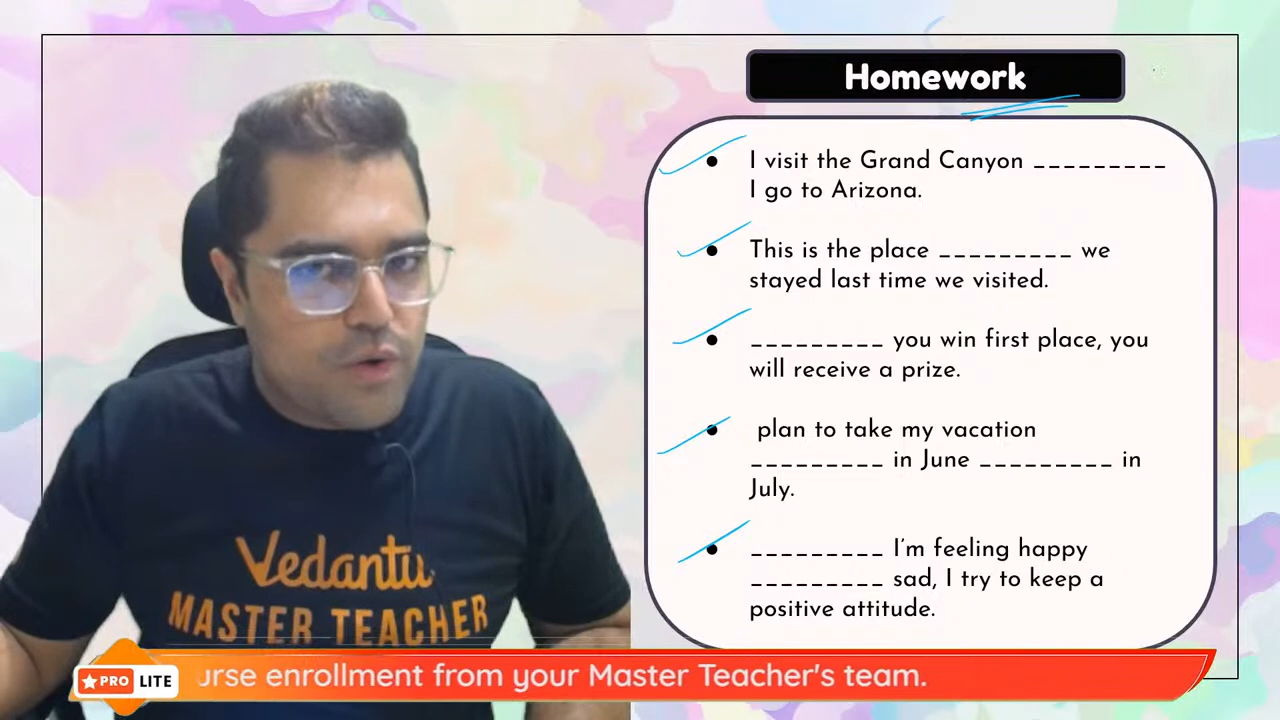 Homework
• I visit the Grand Canyon _________
I go to Arizona.
• This is the place _________ we
stayed last time we visited.
• _________ you win first place, you
will receive a prize.
• plan to take my vacation
_________ in June _________ in
July.
• _________ I'm feeling happy
_________ sad, I try to keep a
positive attitude.
Vedantu
MASTER TEACHER
PRO LITE
urse enrollment from your Master Teacher's team.